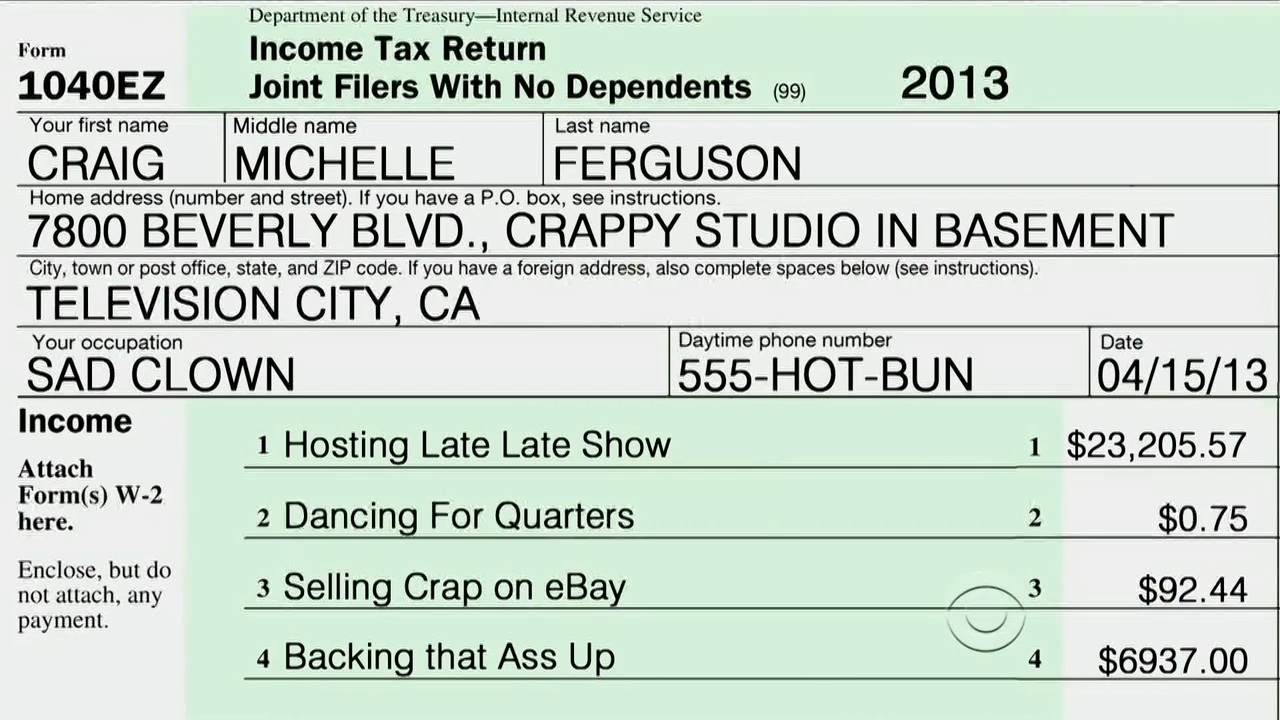 Department of the Treasury—Internal Revenue Service
Form
1040EZ
Income Tax Return
Joint Filers With No Dependents (99) 2013
Your first name Middle name Last name
CRAIG MICHELLE FERGUSON
Home address (number and street). If you have a P.O. box, see instructions.
7800 BEVERLY BLVD., CRAPPY STUDIO IN BASEMENT
City, town or post office, state, and ZIP code. If you have a foreign address, also complete spaces below (see instructions).
TELEVISION CITY, CA
Your occupation Daytime phone number Date
SAD CLOWN 555-HOT-BUN 04/15/13
Income
Attach
Form(s) W-2
here.
Enclose, but do
not attach, any
payment.
1 Hosting Late Late Show 1 $23,205.57
2 Dancing For Quarters 2 $0.75
3 Selling Crap on eBay 3 $92.44
4 Backing that Ass Up 4 $6937.00